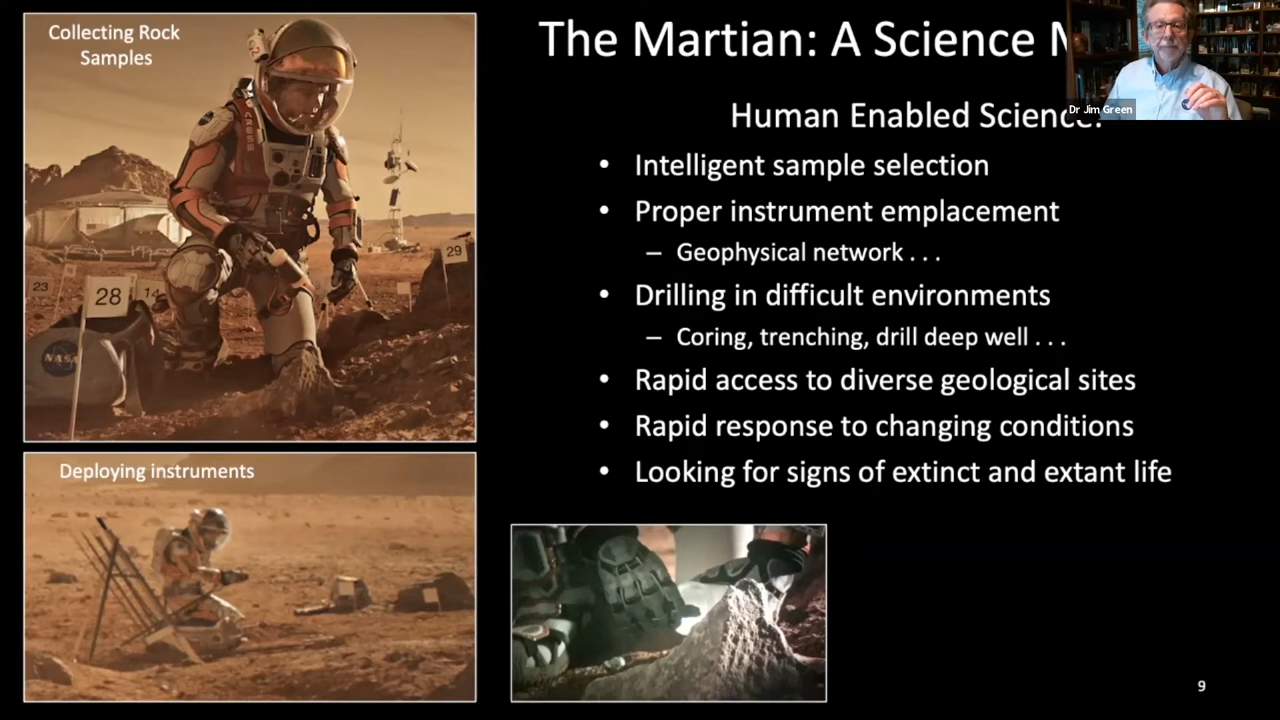 Collecting Rock
Samples
The Martian: A Science
Dr Jim Green
Human Enabled Science:
• Intelligent sample selection
• Proper instrument emplacement
– Geophysical network . . .
• Drilling in difficult environments
– Coring, trenching, drill deep well . . .
• Rapid access to diverse geological sites
• Rapid response to changing conditions
• Looking for signs of extinct and extant life
ARES
23
28
14
29
NASA
Deploying instruments
9